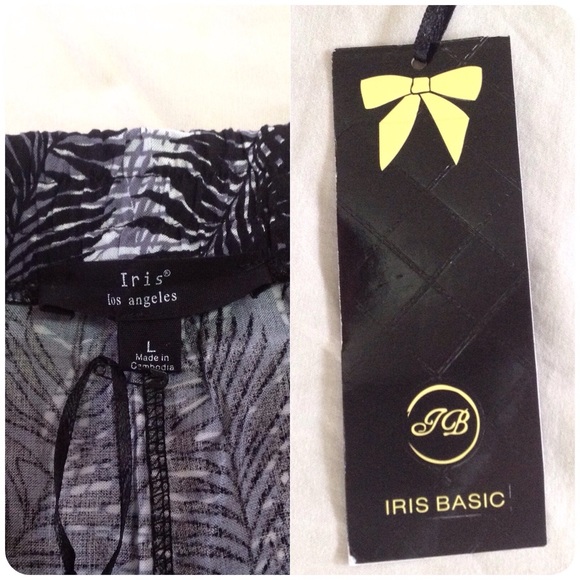 Iris®
los angeles
L
Made in
Cambodia
IB
IRIS BASIC